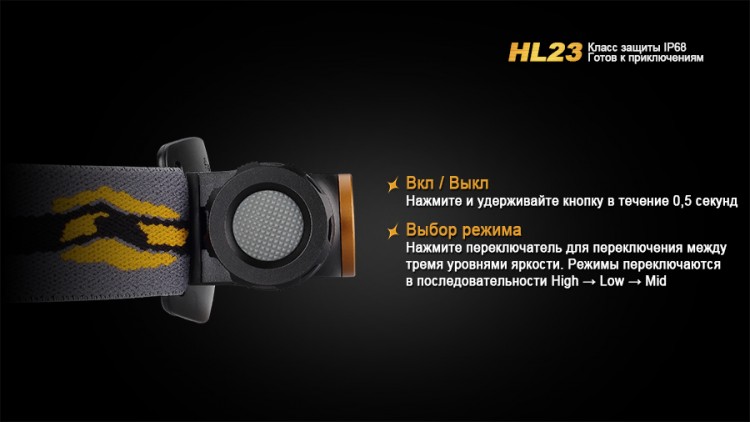 HL23 Класс защиты IP68
Готов к приключениям
Вкл / Выкл
Нажмите и удерживайте кнопку в течение 0,5 секунд
Выбор режима
Нажмите переключатель для переключения между
тремя уровнями яркости. Режимы переключаются
в последовательности High → Low → Mid